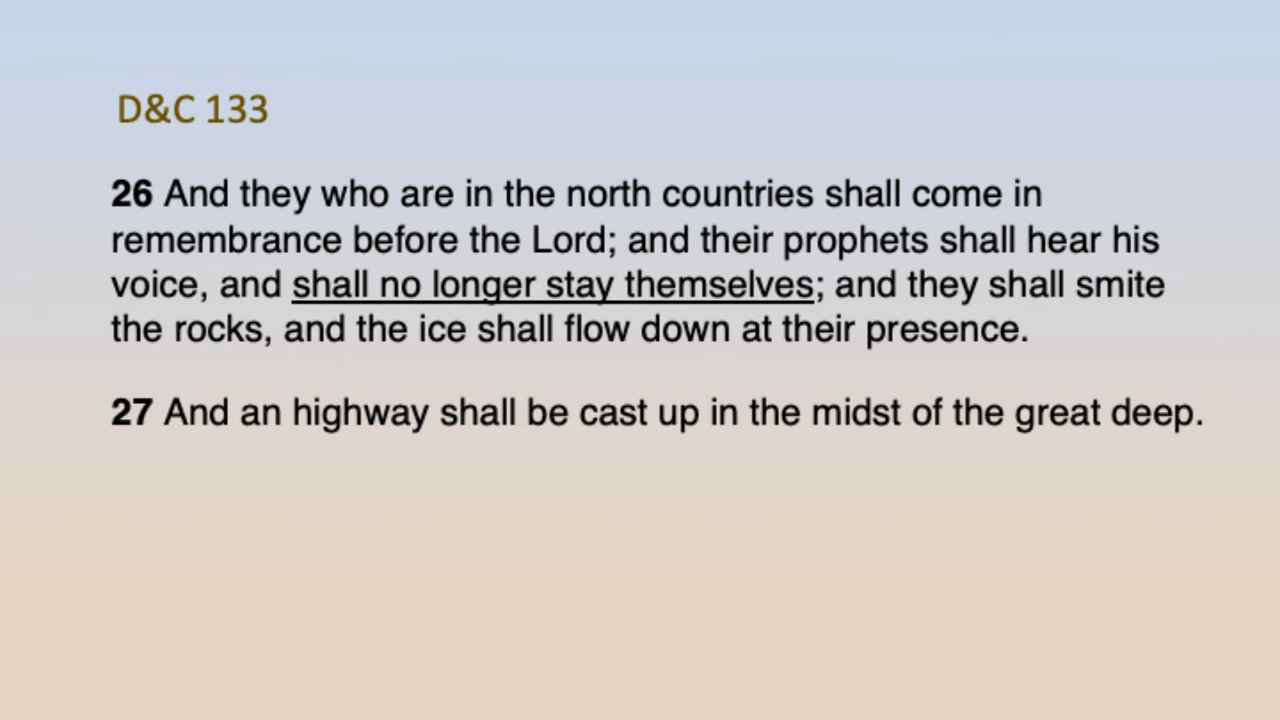 D&C 133
26 And they who are in the north countries shall come in
remembrance before the Lord; and their prophets shall hear his
voice, and shall no longer stay themselves; and they shall smite
the rocks, and the ice shall flow down at their presence.
27 And an highway shall be cast up in the midst of the great deep.